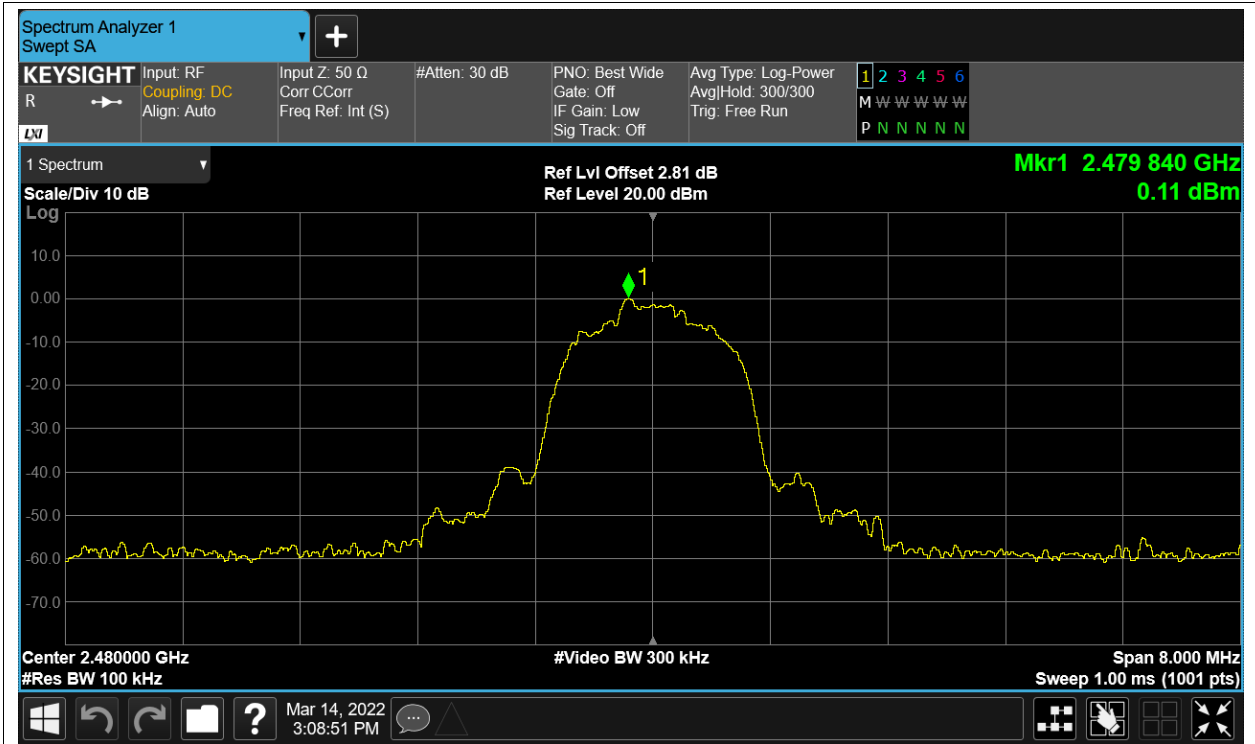 Spectrum Analyzer 1
Swept SA
+
KEYSIGHT
R
LXI
Input: RF
Coupling: DC
Align: Auto
Input Z: 50 Ω
Corr CCorr
Freq Ref: Int (S)
#Atten: 30 dB
PNO: Best Wide
Gate: Off
IF Gain: Low
Sig Track: Off
Avg Type: Log-Power
Avg|Hold: 300/300
Trig: Free Run
1 2 3 4 5 6
M W W W W W
P N N N N N
1 Spectrum
Scale/Div 10 dB
Log
Ref Lvl Offset 2.81 dB
Ref Level 20.00 dBm
Mkr1 2.479 840 GHz
0.11 dBm
10.0
0.00
-10.0
-20.0
-30.0
-40.0
-50.0
-60.0
-70.0
1
Center 2.480000 GHz
#Res BW 100 kHz
#Video BW 300 kHz
Span 8.000 MHz
Sweep 1.00 ms (1001 pts)
?
Mar 14, 2022
3:08:51 PM